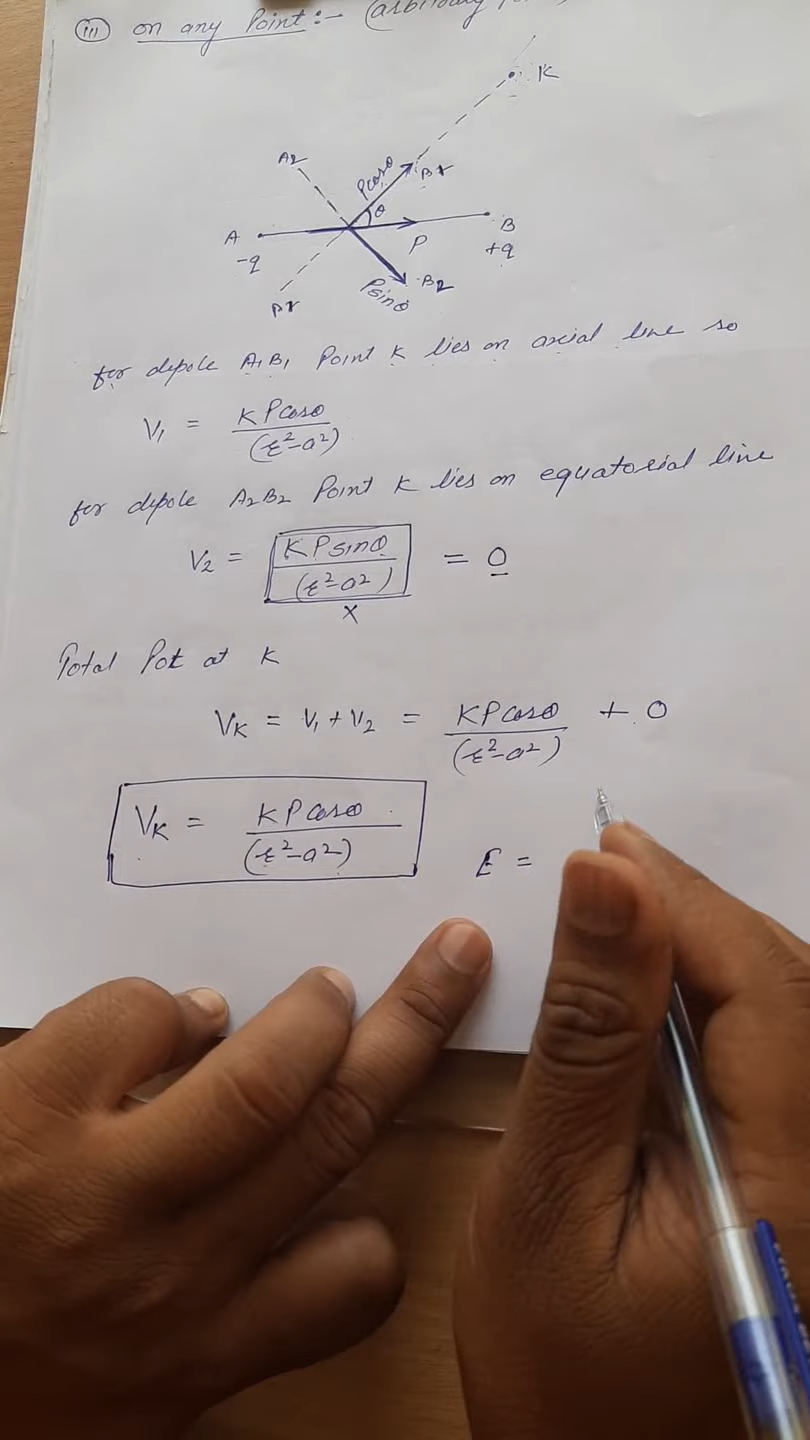 (iii) on any Point:- (arbitrary
K
A2
Pcosθ
θ
A
B
P
-q
+q
B2
Psinθ
for dipole A1B1 Point K lies on axial line so
V1 = KPcosθ / (r²-a²)
for dipole A2B2 Point K lies on equatorial line
V2 = KPsinθ / (r²-a²) = 0
x
Total Pot at K
VK = V1 + V2 = KPcosθ / (r²-a²) + 0
VK = KPcosθ / (r²-a²)
E =